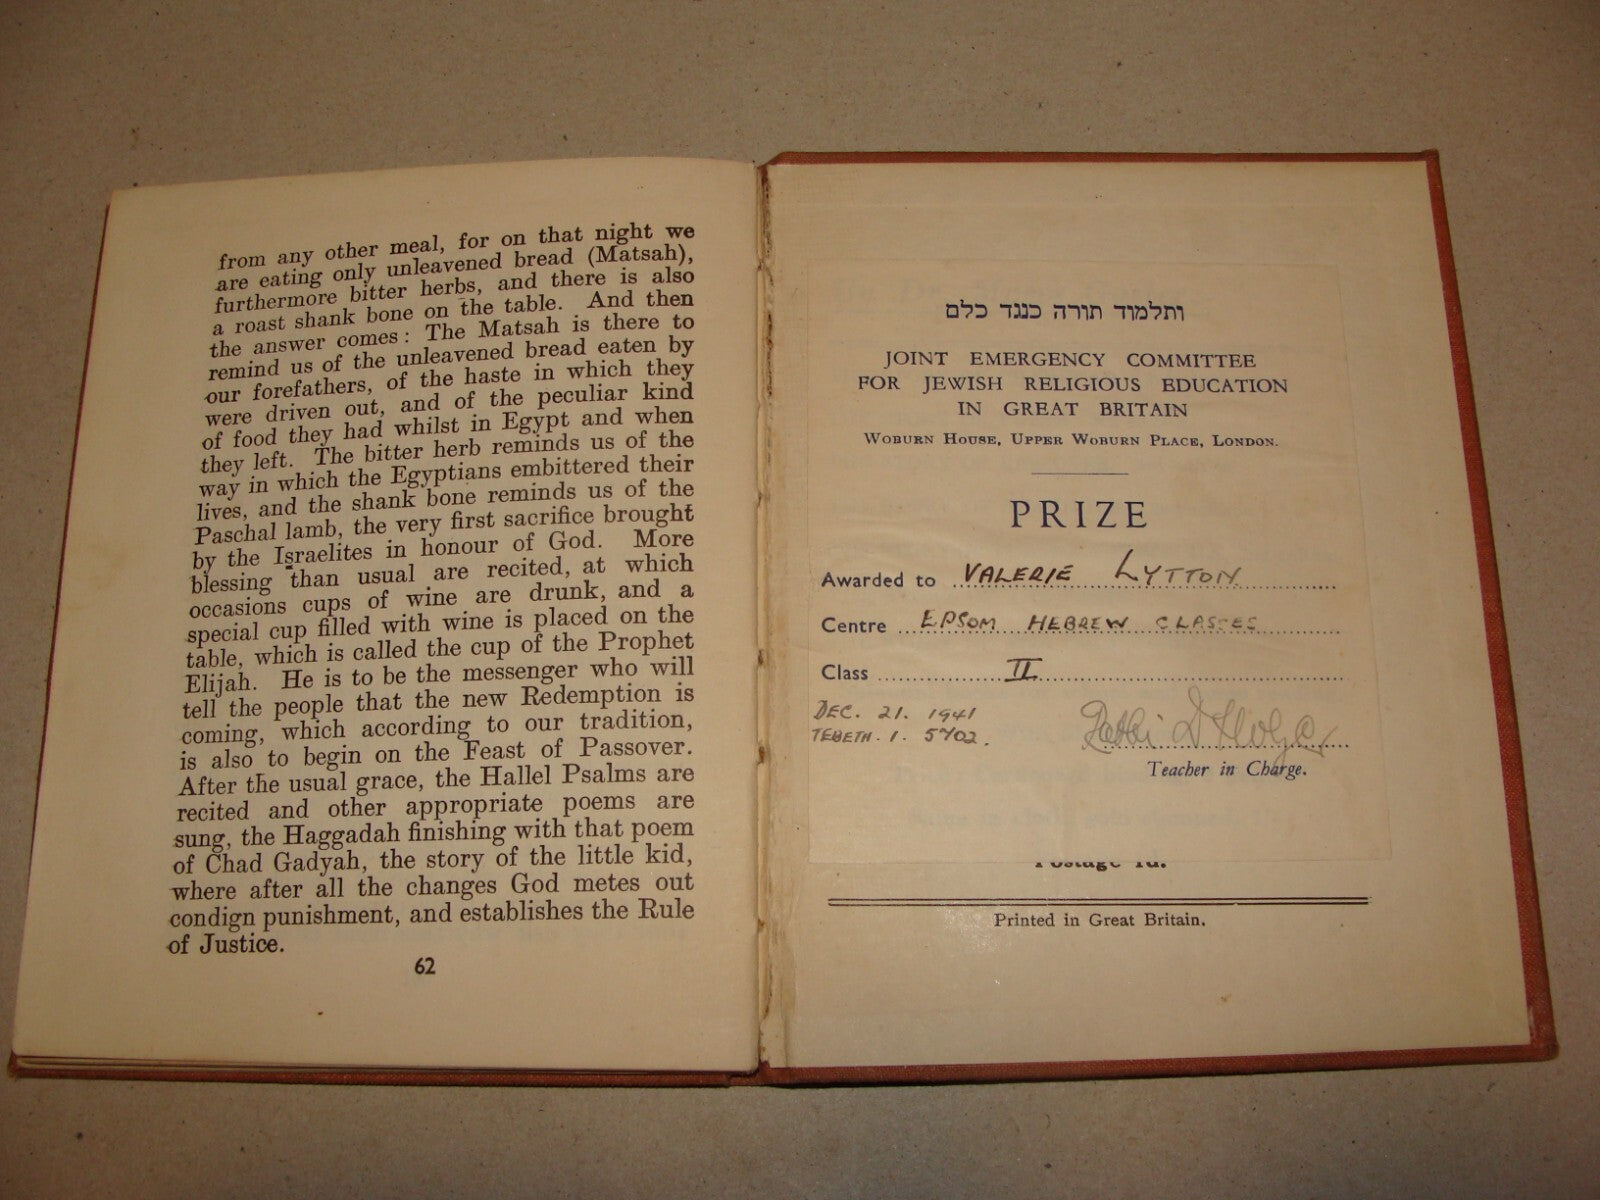 from any other meal, for on that night we
are eating only unleavened bread (Matsah),
furthermore bitter herbs, and there is also
a roast shank bone on the table. And then
the answer comes: The Matsah is there to
remind us of the unleavened bread eaten by
our forefathers, of the haste in which they
were driven out, and of the peculiar kind
of food they had whilst in Egypt and when
they left. The bitter herb reminds us of the
way in which the Egyptians embittered their
lives, and the shank bone reminds us of the
Paschal lamb, the very first sacrifice brought
by the Israelites in honour of God. More
blessing than usual are recited, at which
occasions cups of wine are drunk, and a
special cup filled with wine is placed on the
table, which is called the cup of the Prophet
Elijah. He is to be the messenger who will
tell the people that the new Redemption is
coming, which according to our tradition,
is also to begin on the Feast of Passover.
After the usual grace, the Hallel Psalms are
recited and other appropriate poems are
sung, the Haggadah finishing with that poem
of Chad Gadyah, the story of the little kid,
where after all the changes God metes out
condign punishment, and establishes the Rule
of Justice.
62
ותלמוד תורה כנגד כלם
JOINT EMERGENCY COMMITTEE
FOR JEWISH RELIGIOUS EDUCATION
IN GREAT BRITAIN
WOBURN HOUSE, UPPER WOBURN PLACE, LONDON.
PRIZE
Awarded to VALERIE LYTTON
Centre EPSOM HEBREW CLASSES
Class II
DEC. 21. 1941
TEBETH. 1. 5702.
Rabbi D
Teacher in Charge.
Postage 1d.
Printed in Great Britain.